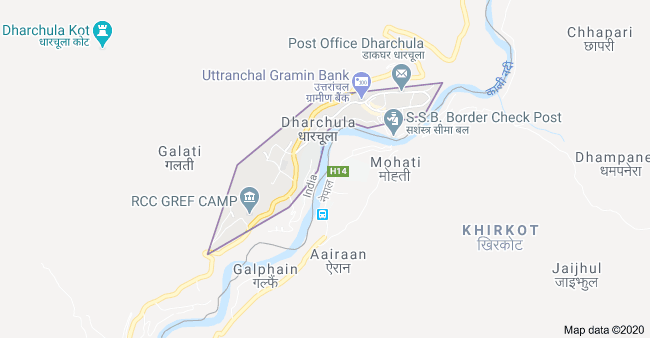 Dharchula Kot
धारचूला कोट
Chhapari
छापरी
Post Office Dharchula
डाकघर धारचूला
Uttranchal Gramin Bank
उत्तरांचल
ग्रामीण बैंक
काली नदी
S.S.B. Border Check Post
सशस्त्र सीमा बल
Dharchula
धारचूला
Galati
गलती
Mohati
मोह्ती
Dhampane
धमपनेरा
H14
India
नेपाल
RCC GREF CAMP
KHIRKOT
खिरकोट
Aairaan
ऐरान
Galphain
गल्फैं
Jaijhul
जाइझुल
Map data ©2020